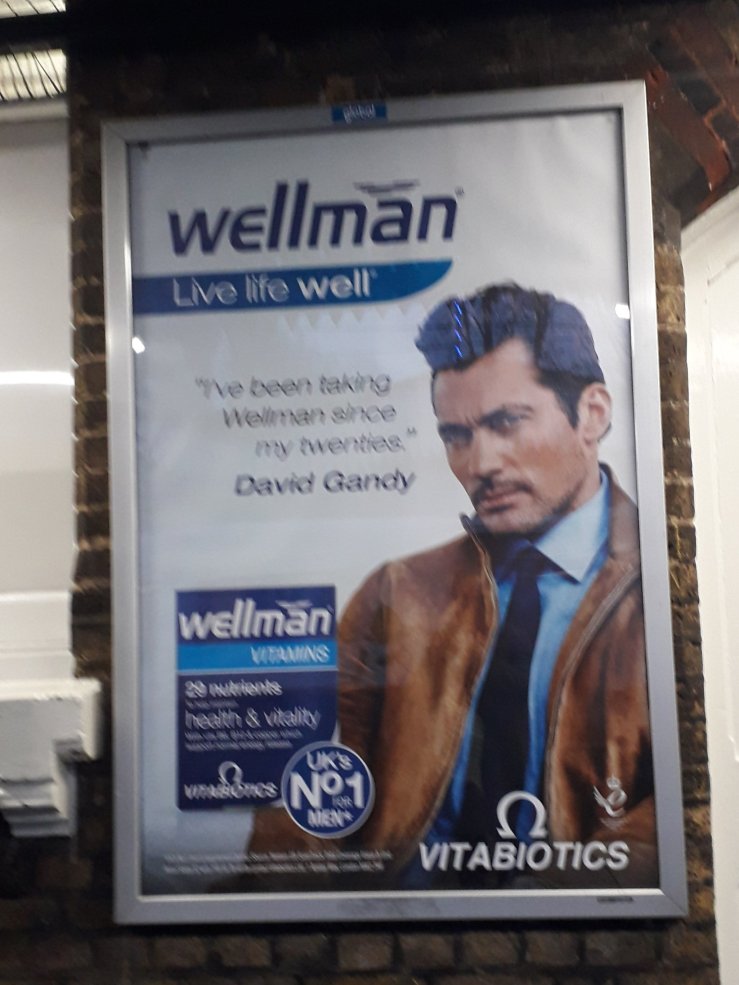 global
wellman
Live life well
"I've been taking
Wellman since
my twenties."
David Gandy
wellman
VITAMINS
29 nutrients
health & vitality
VITABIOTICS
UK's
No1
FOR
MEN*
VITABIOTICS